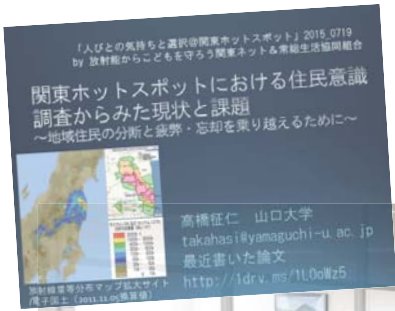 「人びとの気持ちと選択@関東ホットスポット」2015_0719
by 放射能からこどもを守ろう関東ネット＆常総生活協同組合
関東ホットスポットにおける住民意識
調査からみた現状と課題
～地域住民の分断と疲弊・忘却を乗り越えるために～
高橋征仁　山口大学
takahasi@yamaguchi-u.ac.jp
最近書いた論文
http://1drv.ms/1L0oWz5
放射線量等分布マップ拡大サイト
/電子国土 (2011.11.05換算値)